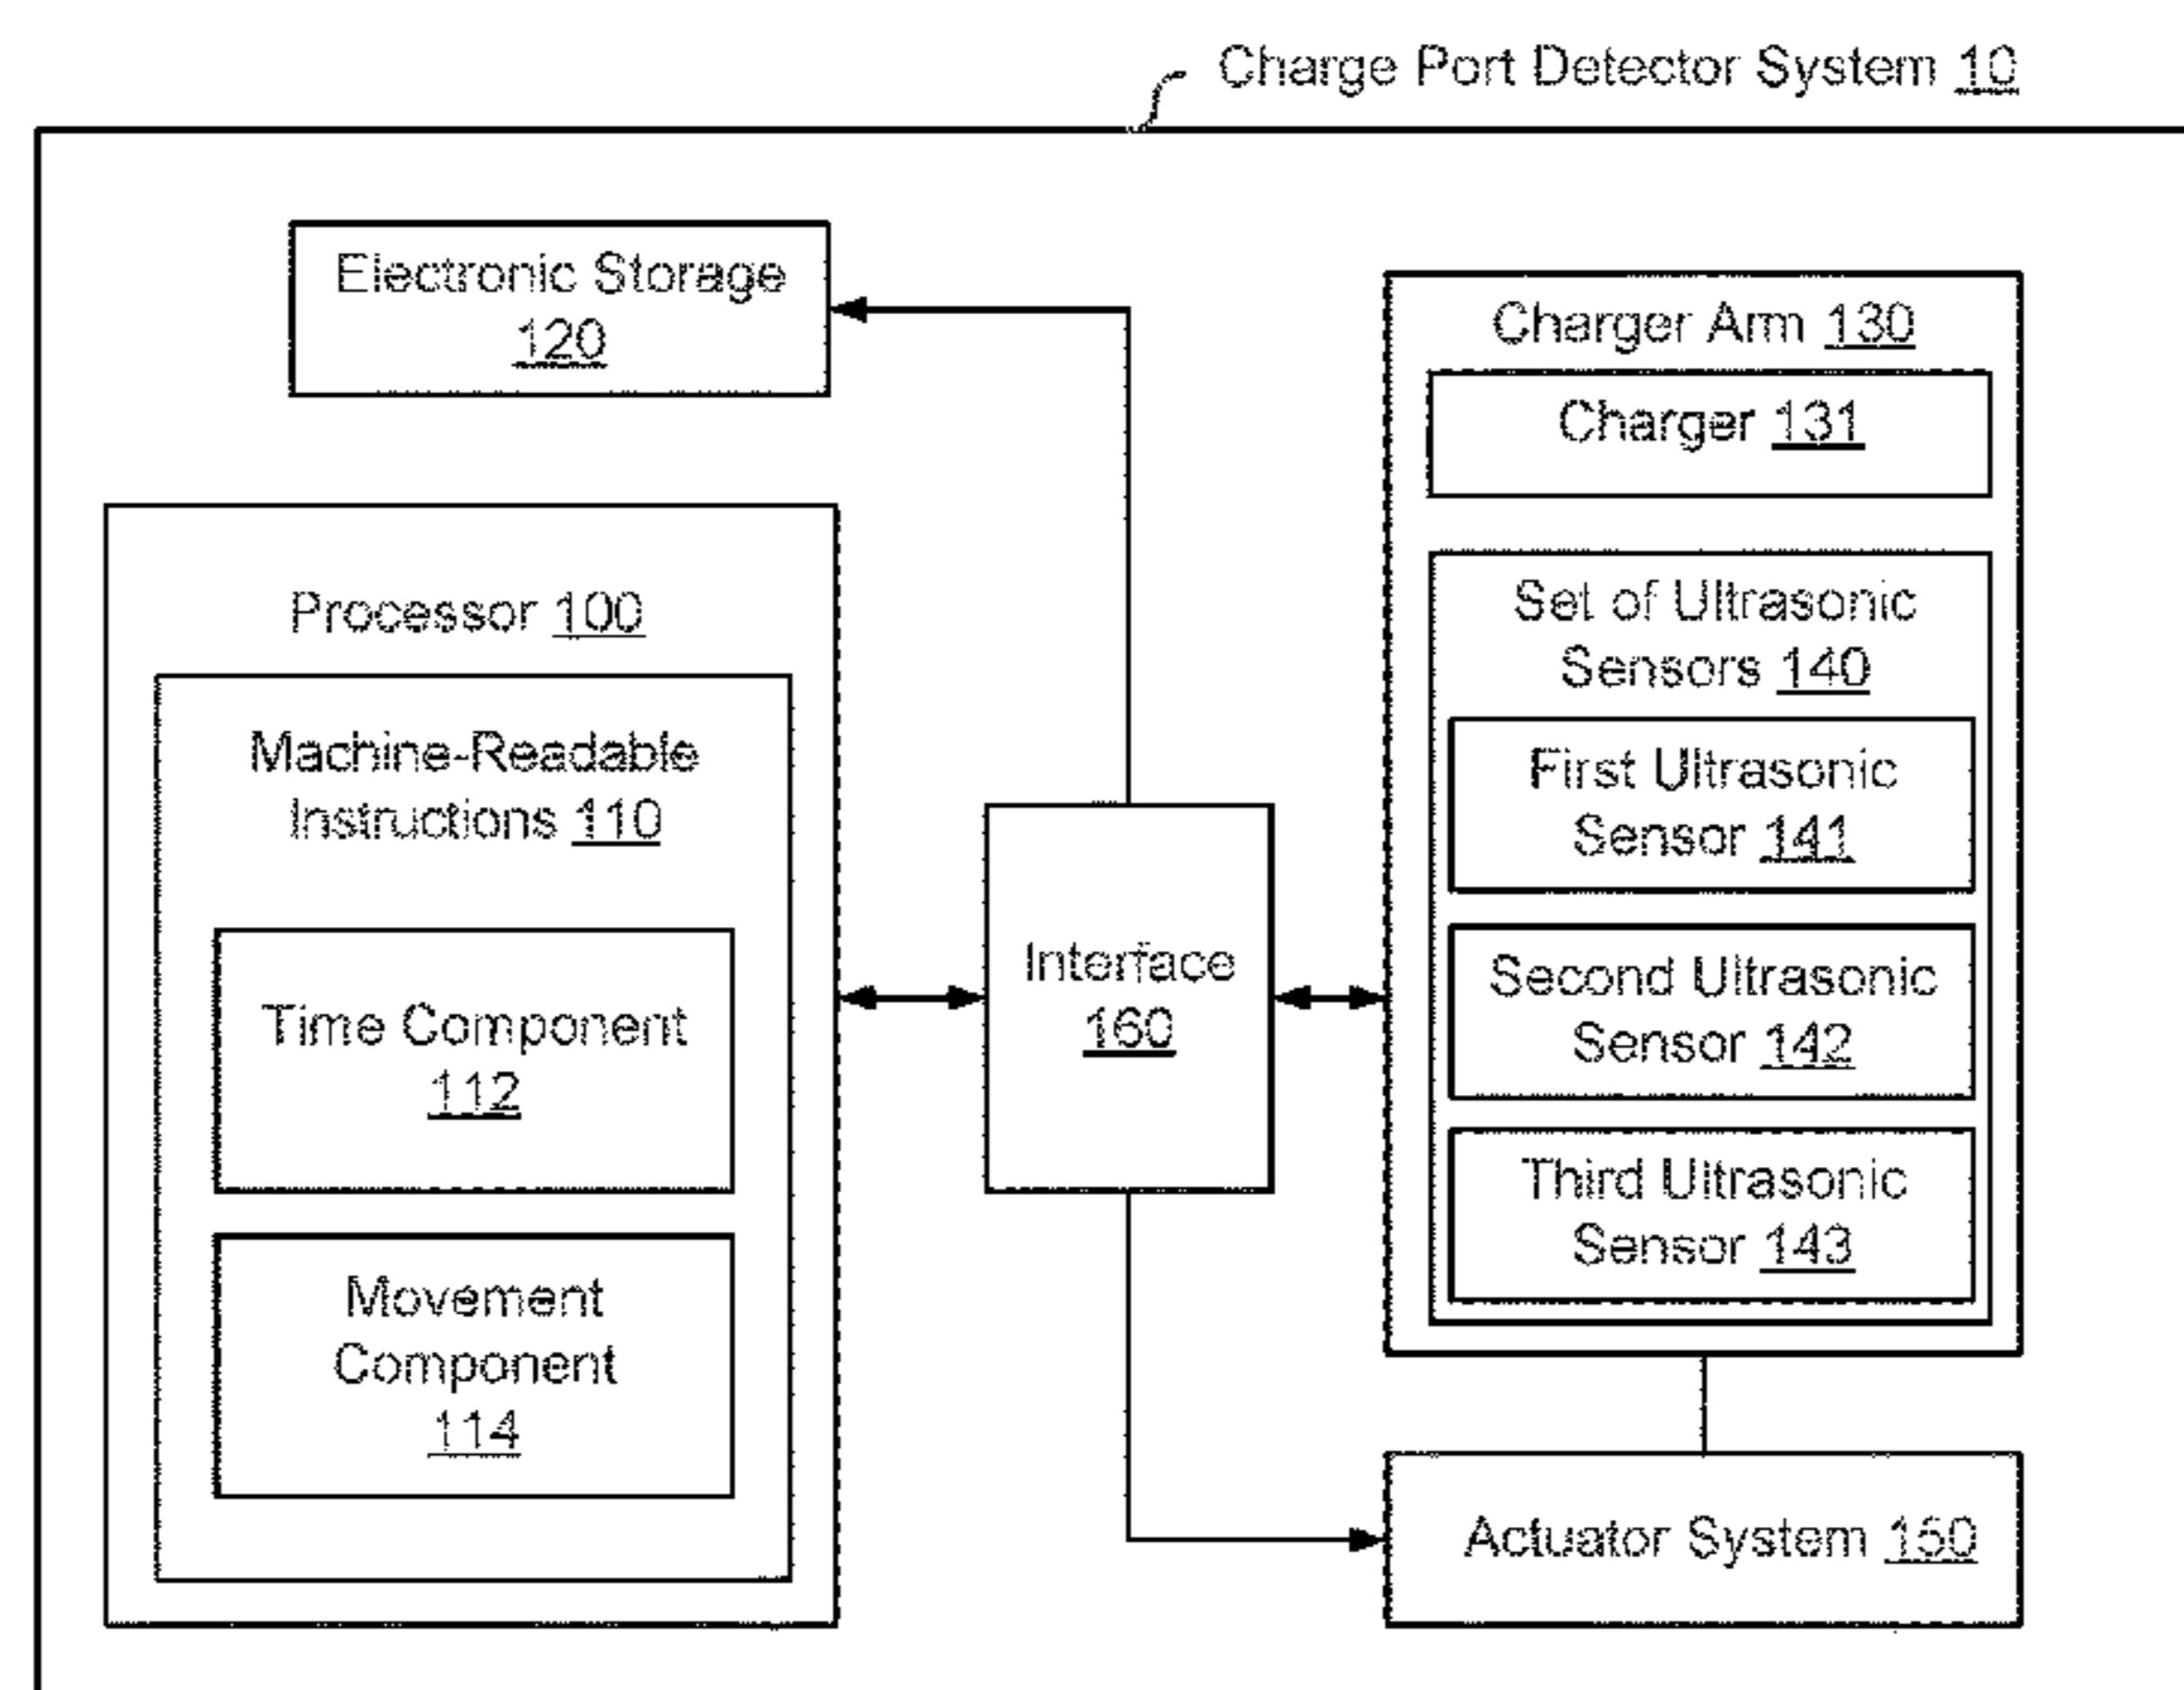 Charge Port Detector System 10
Electronic Storage
120
Processor 100
Machine-Readable
Instructions 110
Time Component
112
Movement
Component
114
Interface
160
Charger Arm 130
Charger 131
Set of Ultrasonic
Sensors 140
First Ultrasonic
Sensor 141
Second Ultrasonic
Sensor 142
Third Ultrasonic
Sensor 143
Actuator System 150